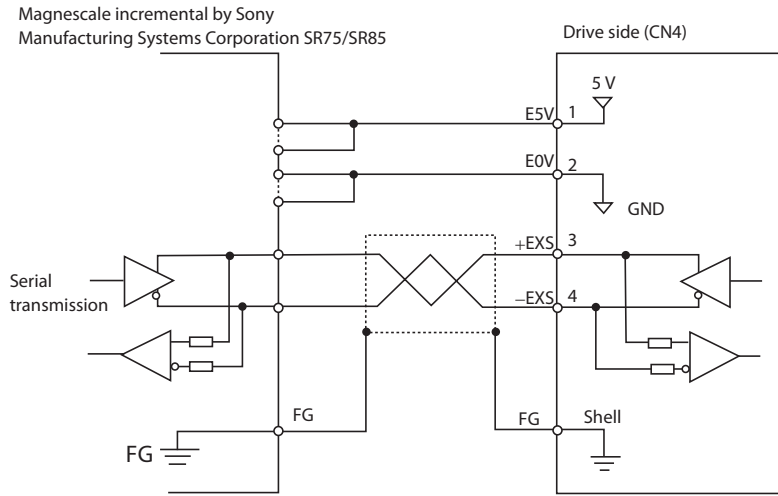 Magnescale incremental by Sony
Manufacturing Systems Corporation SR75/SR85
Drive side (CN4)
5 V
E5V 1
E0V 2
GND
+EXS 3
Serial
transmission
–EXS 4
FG
FG
Shell
FG